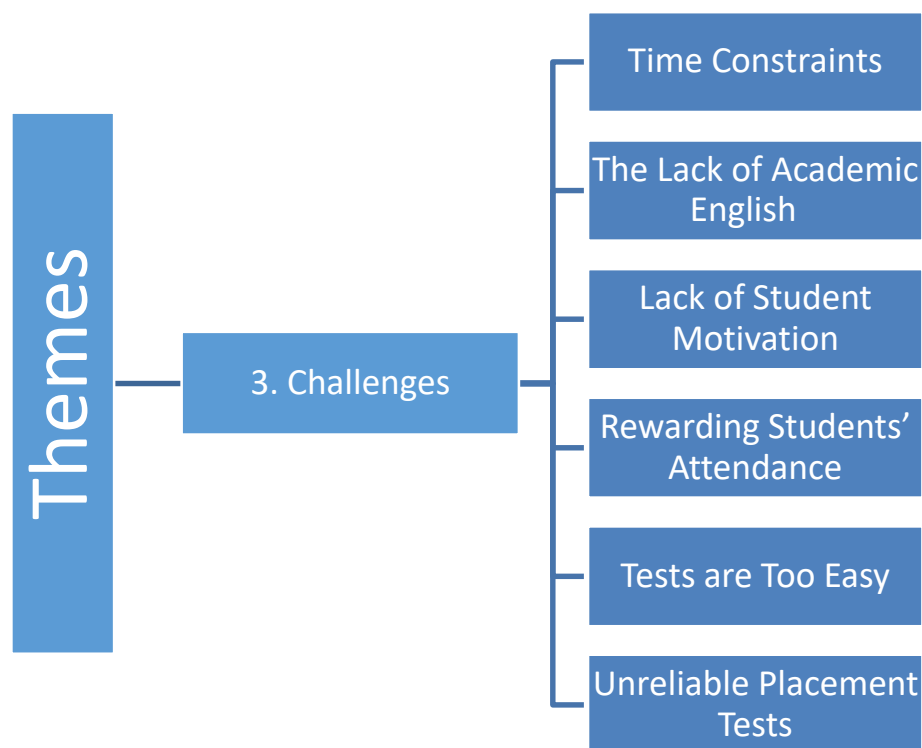 Themes
3. Challenges
Time Constraints
The Lack of Academic
English
Lack of Student
Motivation
Rewarding Students’
Attendance
Tests are Too Easy
Unreliable Placement
Tests